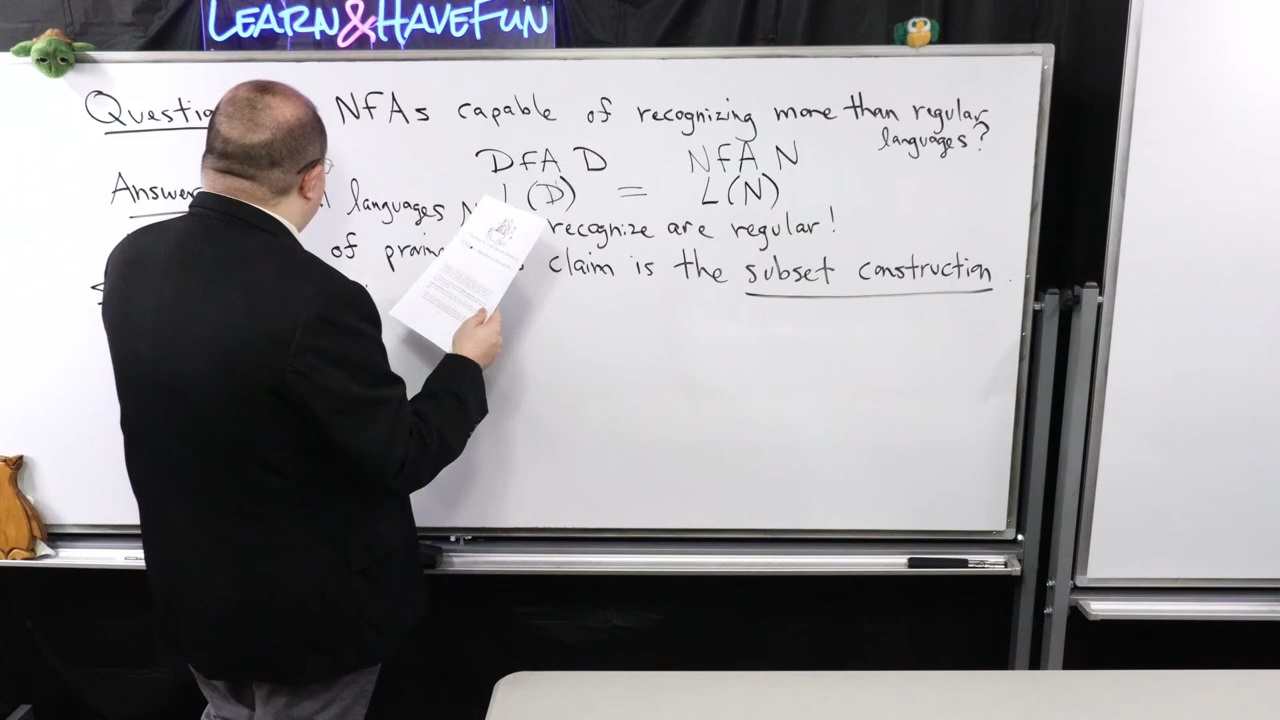 LEARN&HAVEFUN
Questio NFAs capable of recognizing more than regular
languages?
DFA D NFA N
Answer languages L(D) = L(N)
recognize are regular!
of claim is the subset construction